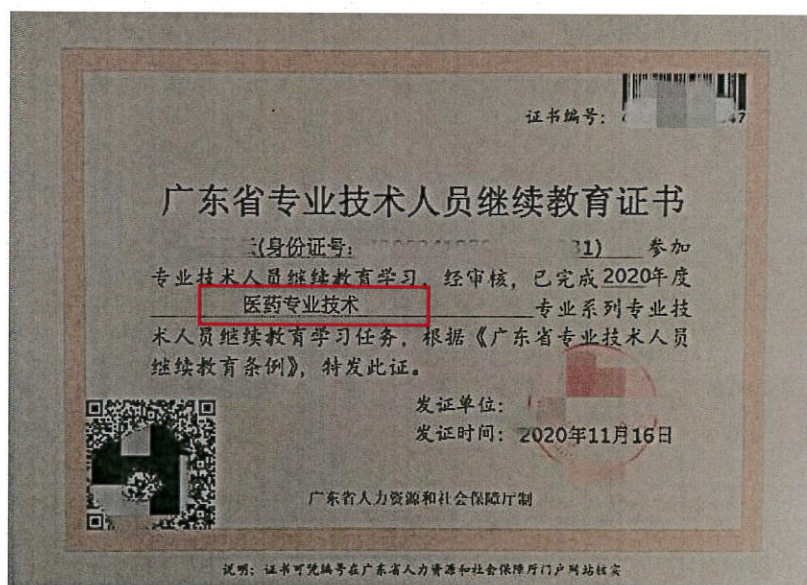 证书编号:
47
广东省专业技术人员继续教育证书
(身份证号: 31) 参加
专业技术人员继续教育学习，经审核，已完成2020年度
医药专业技术 专业系列专业技
术人员继续教育学习任务，根据《广东省专业技术人员
继续教育条例》，特发此证。
发证单位:
发证时间: 2020年11月16日
广东省人力资源和社会保障厅制
说明: 证书可凭编号在广东省人力资源和社会保障厅门户网站核实